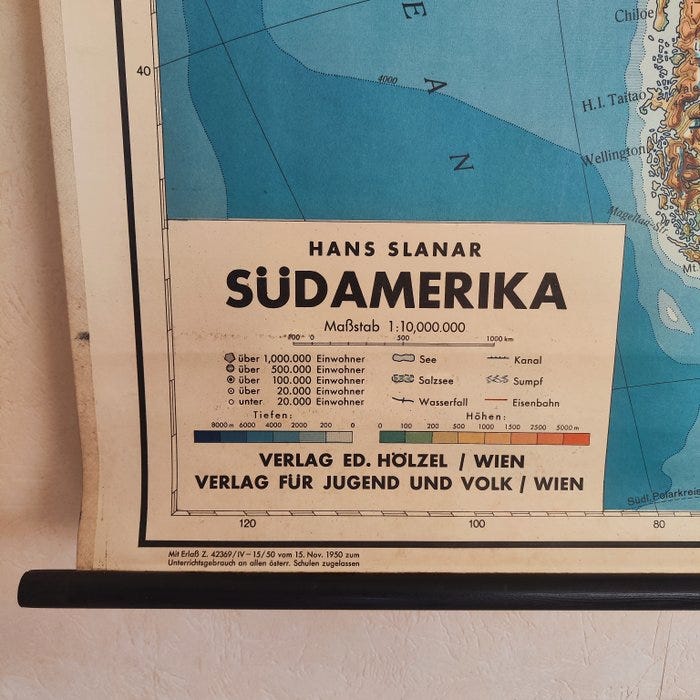 E
A
N
40
4000
Chiloe
H.I. Taitao
Wellington
Magellan-Str.
Mt.
HANS SLANAR
SÜDAMERIKA
Maßstab 1:10,000.000
0 500 1000 km
über 1,000.000 Einwohner
über 500.000 Einwohner
über 100.000 Einwohner
über 20.000 Einwohner
unter 20.000 Einwohner
See
Salzsee
Wasserfall
Kanal
Sumpf
Eisenbahn
Tiefen:
8000 m 6000 4000 2000 200 0
Höhen:
0 100 200 500 1000 1500 2500 5000 m
VERLAG ED. HÖLZEL / WIEN
VERLAG FÜR JUGEND UND VOLK / WIEN
Südl. Polarkreis
120
100
80
Mit Erlaß Z. 42369/IV – 15/50 vom 15. Nov. 1950 zum
Unterrichtsgebrauch an allen österr. Schulen zugelassen